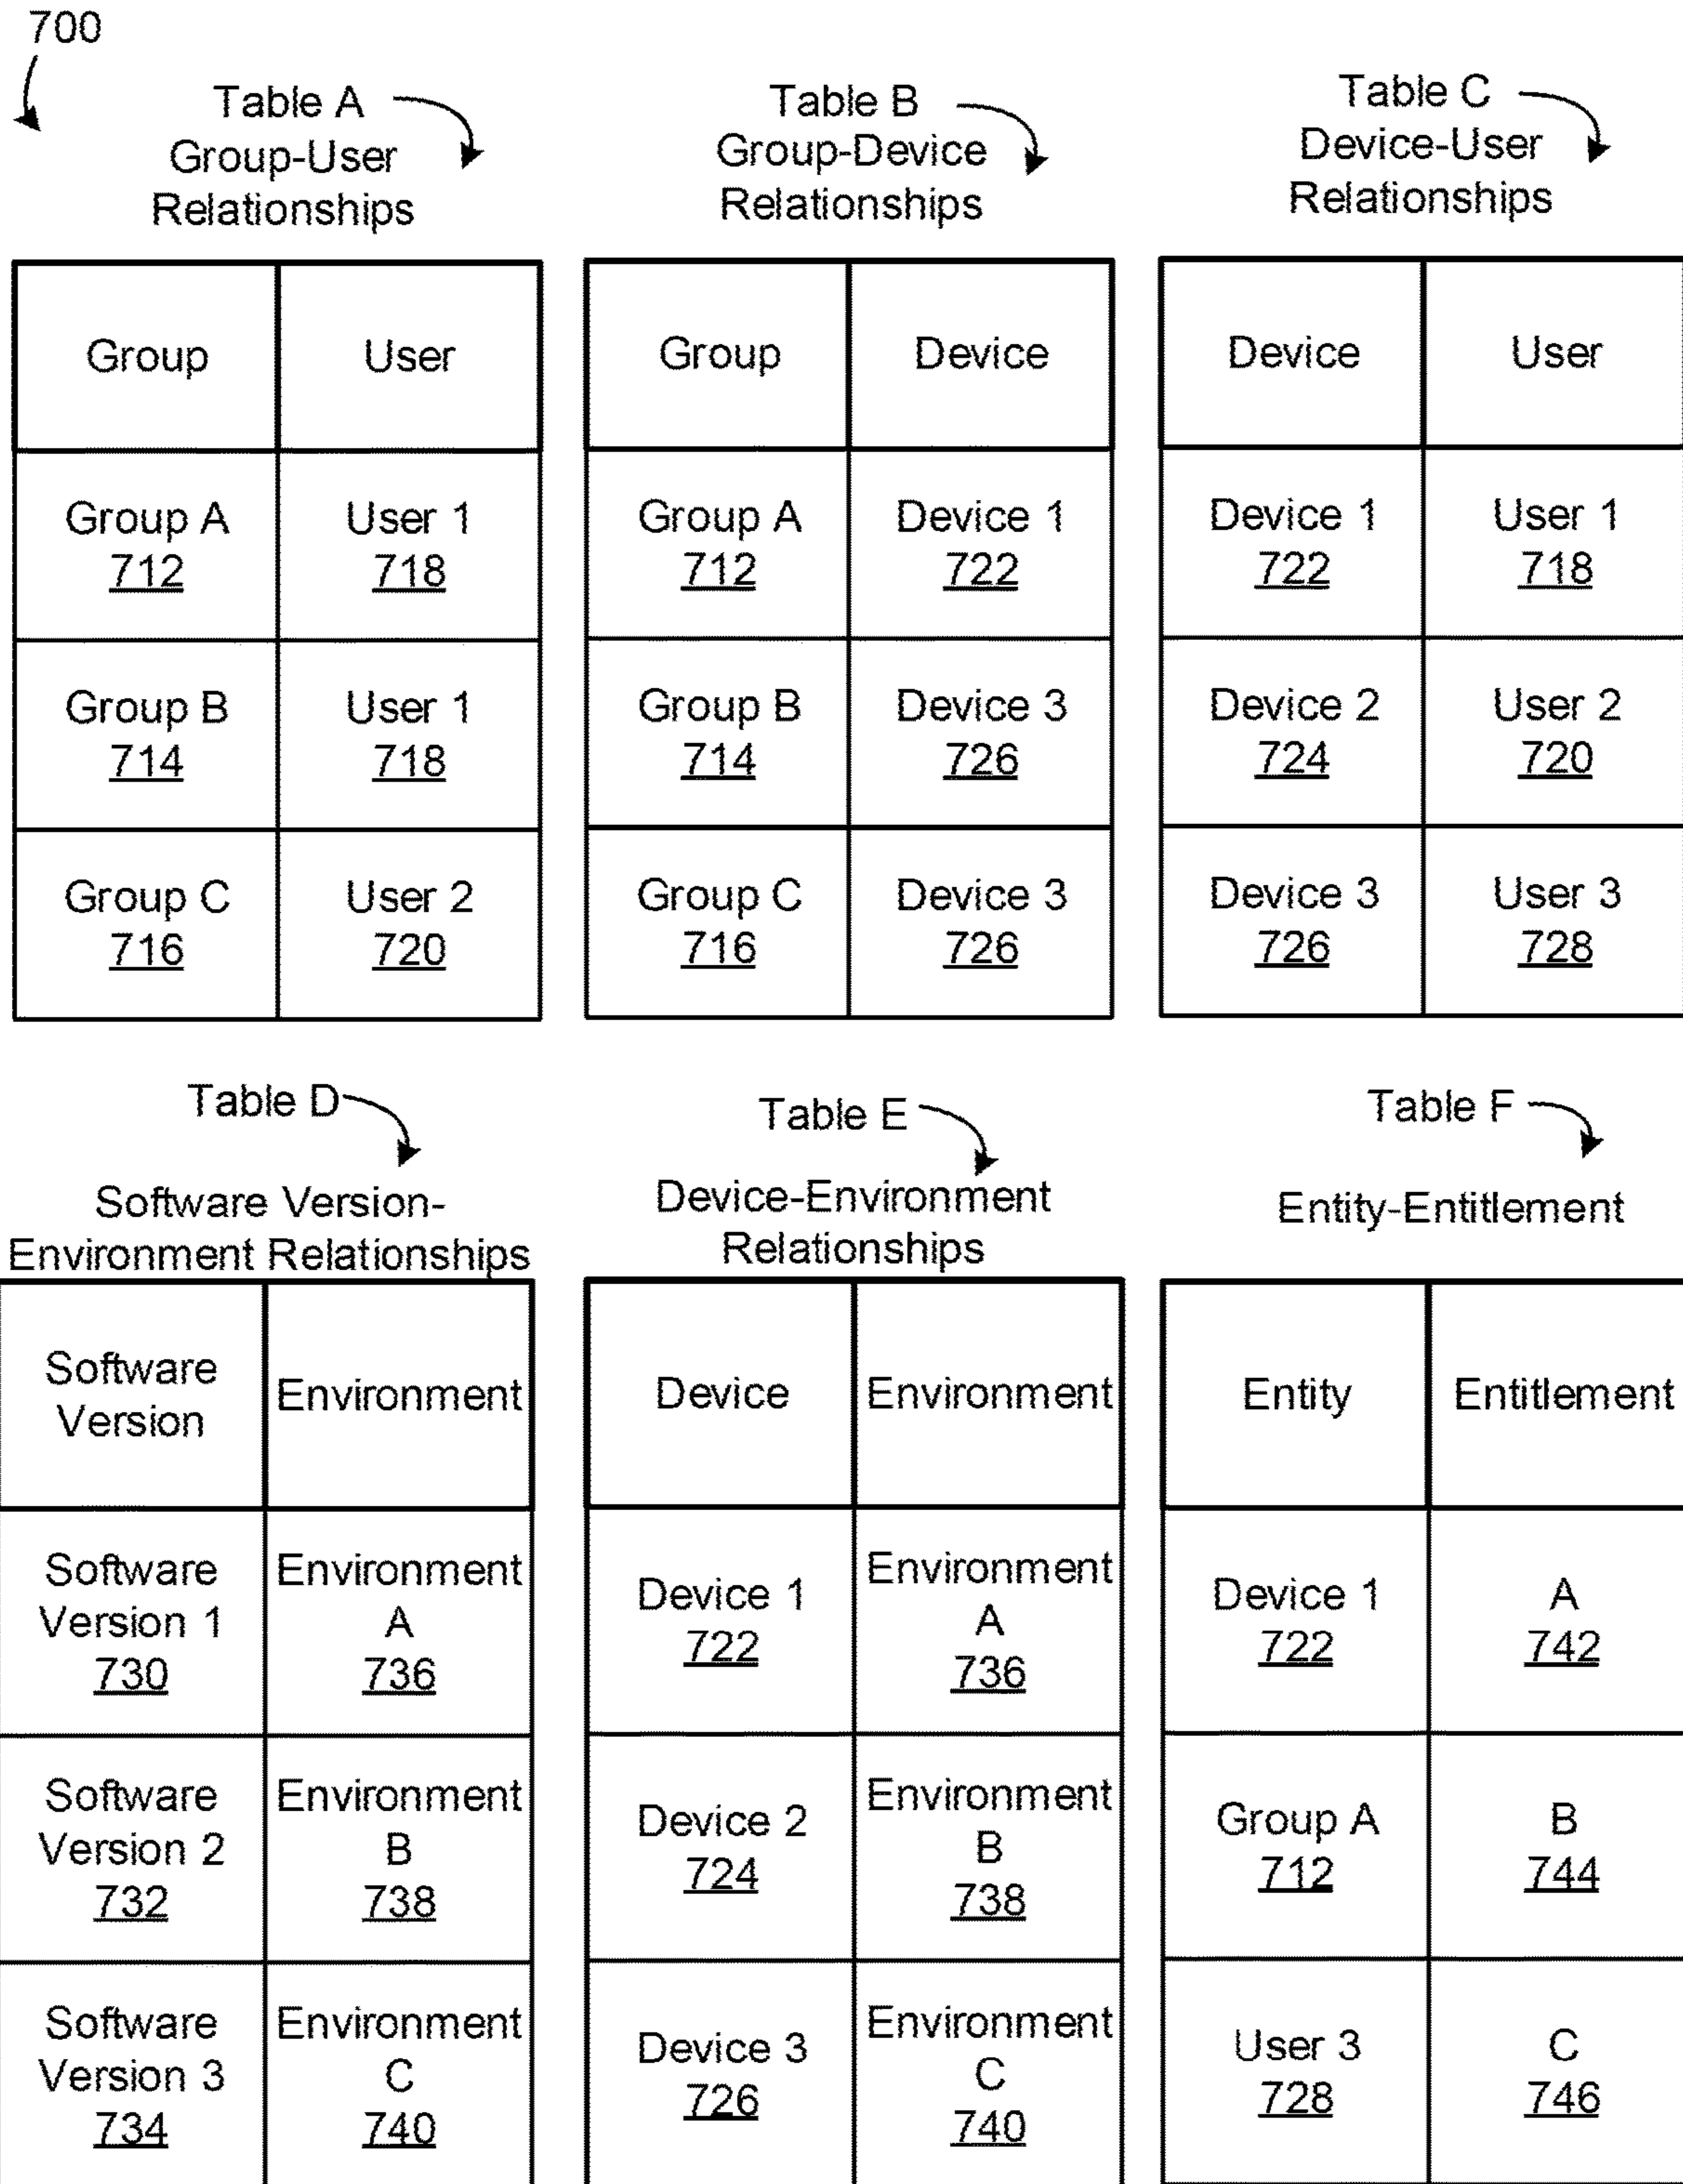 700
Table A
Group-User
Relationships
Group
User
Group A
712
User 1
718
Group B
714
User 1
718
Group C
716
User 2
720
Table B
Group-Device
Relationships
Group
Device
Group A
712
Device 1
722
Group B
714
Device 3
726
Group C
716
Device 3
726
Table C
Device-User
Relationships
Device
User
Device 1
722
User 1
718
Device 2
724
User 2
720
Device 3
726
User 3
728
Table D
Software Version-
Environment Relationships
Software
Version
Environment
Software
Version 1
730
Environment
A
736
Software
Version 2
732
Environment
B
738
Software
Version 3
734
Environment
C
740
Table E
Device-Environment
Relationships
Device
Environment
Device 1
722
Environment
A
736
Device 2
724
Environment
B
738
Device 3
726
Environment
C
740
Table F
Entity-Entitlement
Entity
Entitlement
Device 1
722
A
742
Group A
712
B
744
User 3
728
C
746